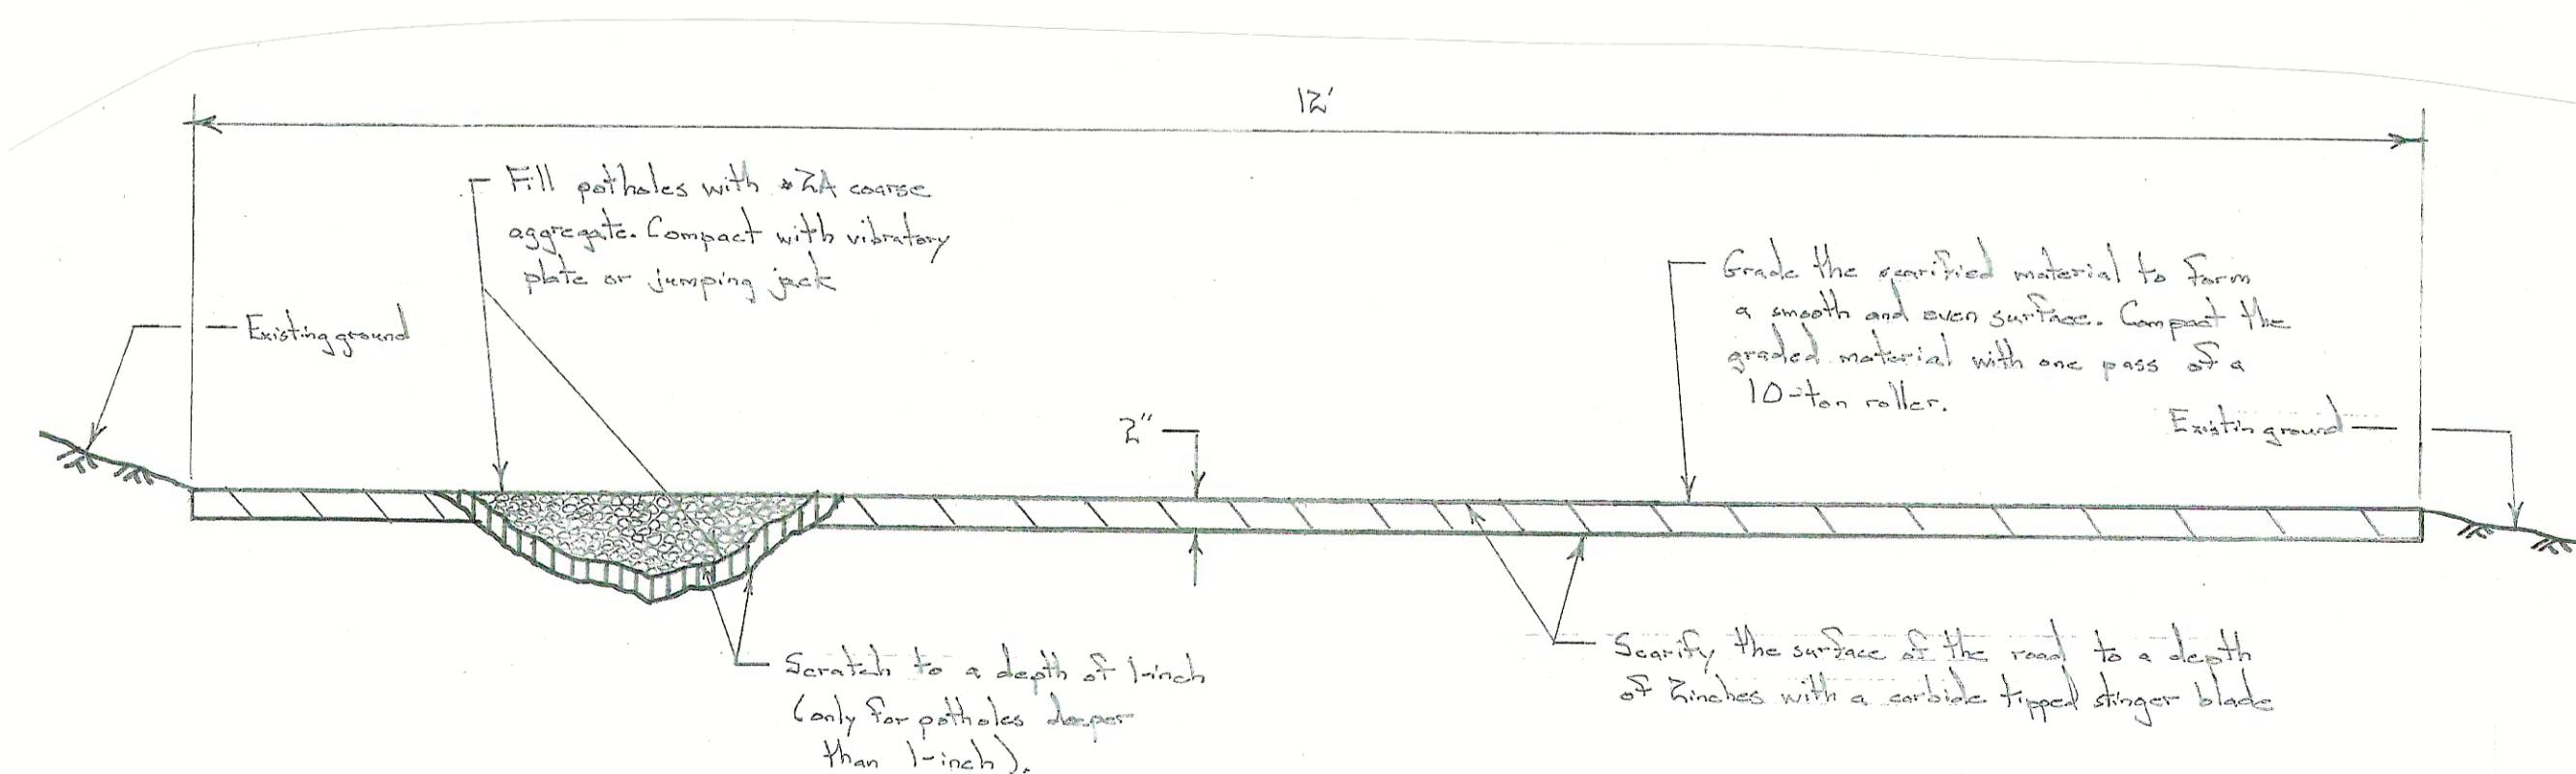 12'
Fill potholes with #2A coarse
aggregate. Compact with vibratory
plate or jumping jack
Grade the scarified material to form
a smooth and even surface. Compact the
graded material with one pass of a
10-ton roller.
Existing ground
2"
Existin ground
Scratch to a depth of 1-inch
(only for potholes deeper
than 1-inch).
Scarify the surface of the road to a depth
of 2inches with a carbide tipped stinger blade